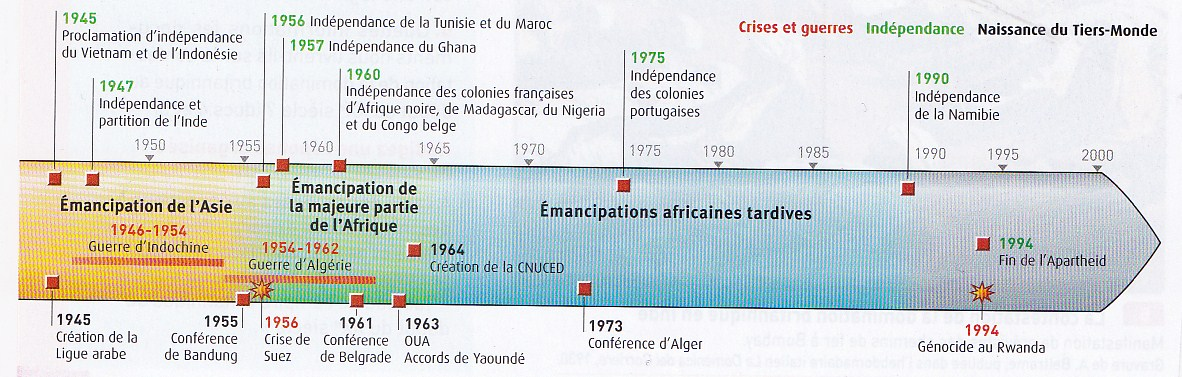 1945
Proclamation d'indépendance
du Vietnam et de l'Indonésie
1947
Indépendance et
partition de l'Inde
1956 Indépendance de la Tunisie et du Maroc
1957 Indépendance du Ghana
1960
Indépendance des colonies françaises
d'Afrique noire, de Madagascar, du Nigeria
et du Congo belge
1975
Indépendance
des colonies
portugaises
1990
Indépendance
de la Namibie
Crises et guerres Indépendance Naissance du Tiers-Monde
1950 1955 1960 1965 1970 1975 1980 1985 1990 1995 2000
Émancipation de l'Asie
Émancipation de
la majeure partie
de l'Afrique
Émancipations africaines tardives
1946-1954
Guerre d'Indochine
1954-1962
Guerre d'Algérie
1964
Création de la CNUCED
1994
Fin de l'Apartheid
1945
Création de la
Ligue arabe
1955
Conférence
de Bandung
1956
Crise de
Suez
1961
Conférence
de Belgrade
1963
OUA
Accords de Yaoundé
1973
Conférence d'Alger
1994
Génocide au Rwanda